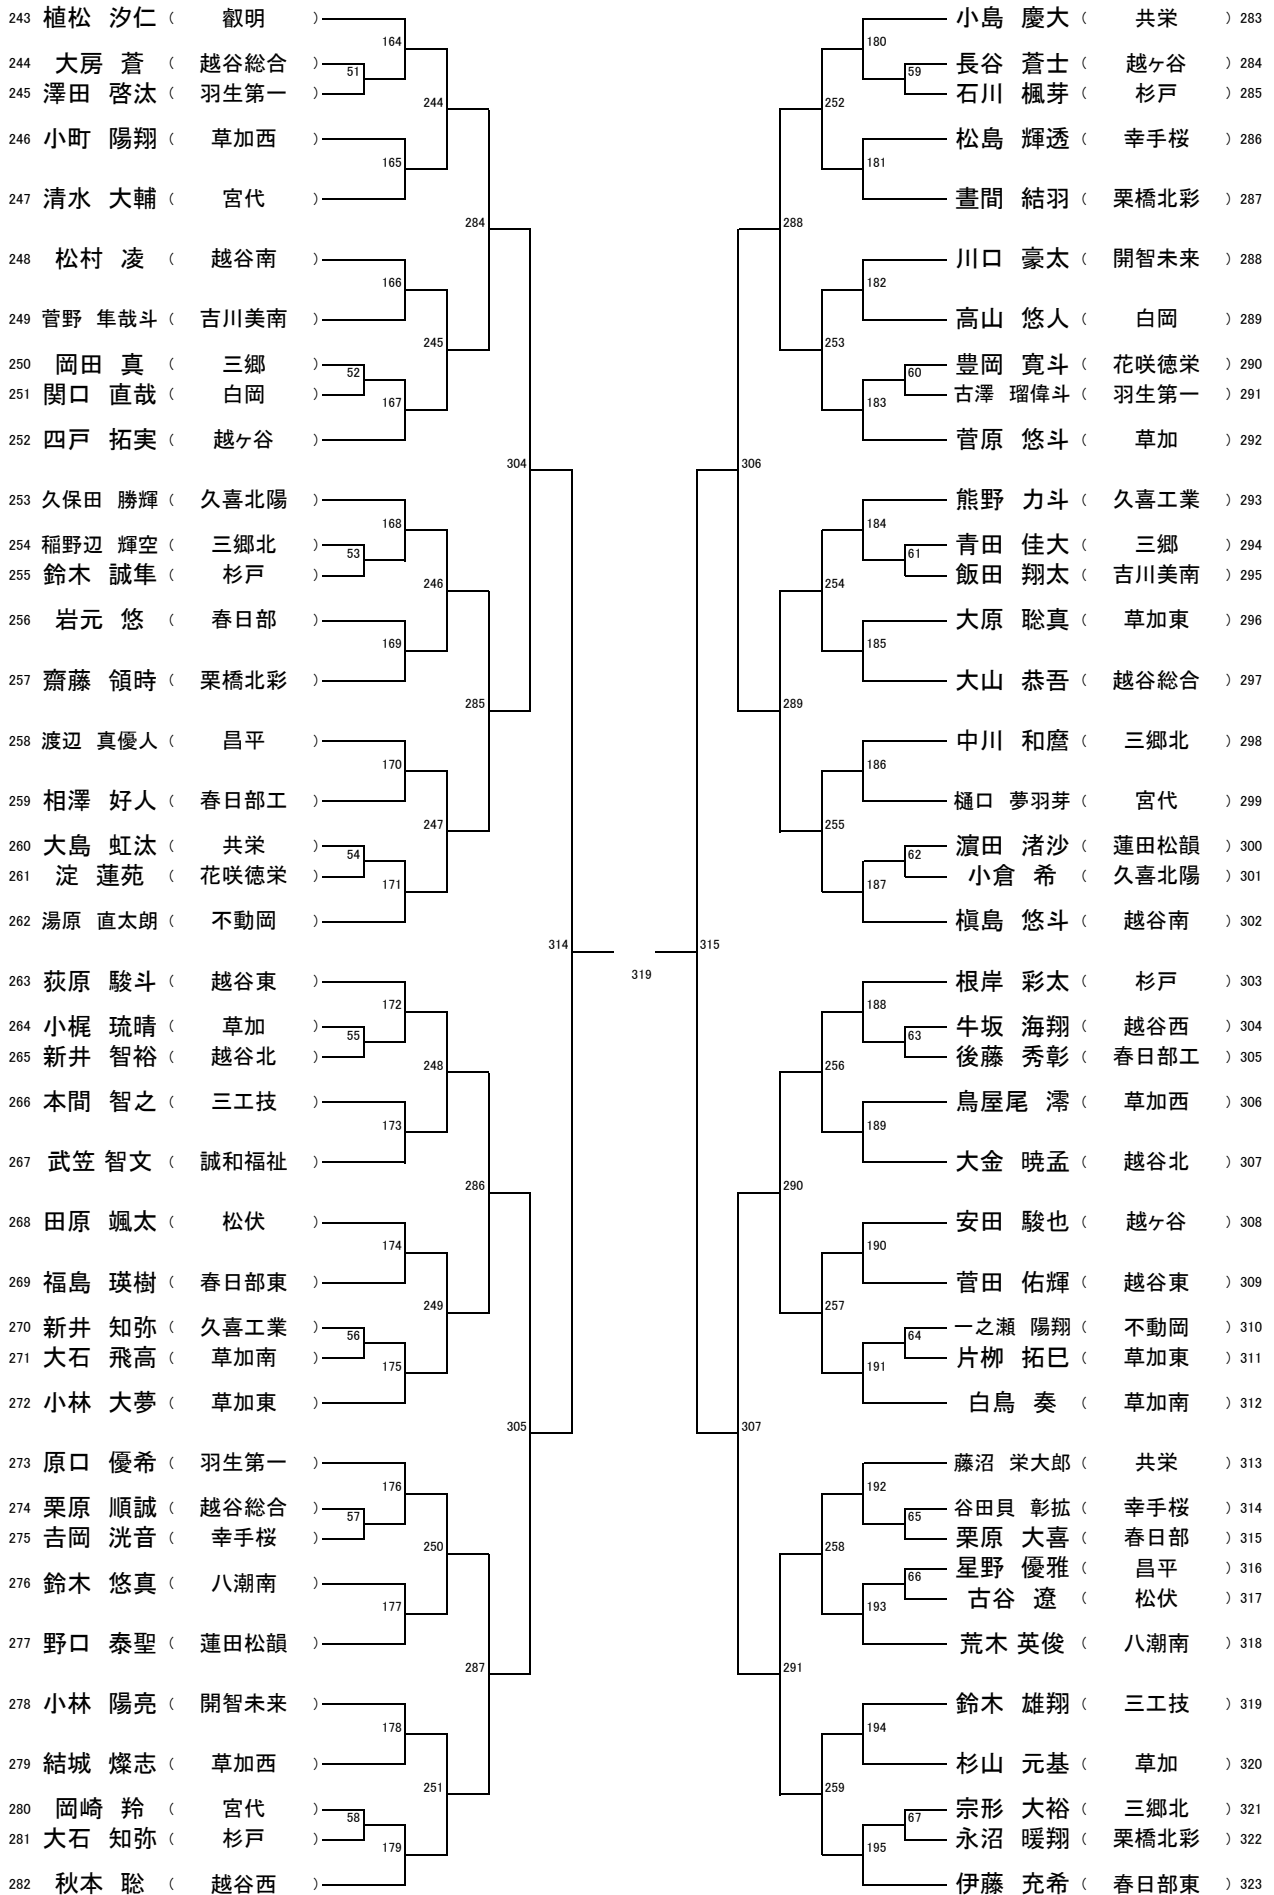 243 植松 汐仁 ( 叡明 )
244 大房 蒼 ( 越谷総合 )
245 澤田 啓汰 ( 羽生第一 )
246 小町 陽翔 ( 草加西 )
247 清水 大輔 ( 宮代 )
248 松村 凌 ( 越谷南 )
249 菅野 隼哉斗 ( 吉川美南 )
250 岡田 真 ( 三郷 )
251 関口 直哉 ( 白岡 )
252 四戸 拓実 ( 越ヶ谷 )
253 久保田 勝輝 ( 久喜北陽 )
254 稲野辺 輝空 ( 三郷北 )
255 鈴木 誠隼 ( 杉戸 )
256 岩元 悠 ( 春日部 )
257 齋藤 領時 ( 栗橋北彩 )
258 渡辺 真優人 ( 昌平 )
259 相澤 好人 ( 春日部工 )
260 大島 虹汰 ( 共栄 )
261 淀 蓮苑 ( 花咲徳栄 )
262 湯原 直太朗 ( 不動岡 )
263 荻原 駿斗 ( 越谷東 )
264 小梶 琉晴 ( 草加 )
265 新井 智裕 ( 越谷北 )
266 本間 智之 ( 三工技 )
267 武笠 智文 ( 誠和福祉 )
268 田原 颯太 ( 松伏 )
269 福島 瑛樹 ( 春日部東 )
270 新井 知弥 ( 久喜工業 )
271 大石 飛高 ( 草加南 )
272 小林 大夢 ( 草加東 )
273 原口 優希 ( 羽生第一 )
274 栗原 順誠 ( 越谷総合 )
275 吉岡 洸音 ( 幸手桜 )
276 鈴木 悠真 ( 八潮南 )
277 野口 泰聖 ( 蓮田松韻 )
278 小林 陽亮 ( 開智未来 )
279 結城 燦志 ( 草加西 )
280 岡崎 羚 ( 宮代 )
281 大石 知弥 ( 杉戸 )
282 秋本 聡 ( 越谷西 )
51
52
53
54
55
56
57
58
164
165
166
167
168
169
170
171
172
173
174
175
176
177
178
179
244
245
246
247
248
249
250
251
284
285
286
287
304
305
314
319
315
306
307
288
289
290
291
252
253
254
255
256
257
258
259
180
181
182
183
184
185
186
187
188
189
190
191
192
193
194
195
59
60
61
62
63
64
65
66
67
小島 慶大 ( 共栄 ) 283
長谷 蒼士 ( 越ヶ谷 ) 284
石川 楓芽 ( 杉戸 ) 285
松島 輝透 ( 幸手桜 ) 286
晝間 結羽 ( 栗橋北彩 ) 287
川口 豪太 ( 開智未来 ) 288
高山 悠人 ( 白岡 ) 289
豊岡 寛斗 ( 花咲徳栄 ) 290
古澤 瑠偉斗 ( 羽生第一 ) 291
菅原 悠斗 ( 草加 ) 292
熊野 力斗 ( 久喜工業 ) 293
青田 佳大 ( 三郷 ) 294
飯田 翔太 ( 吉川美南 ) 295
大原 聡真 ( 草加東 ) 296
大山 恭吾 ( 越谷総合 ) 297
中川 和麿 ( 三郷北 ) 298
樋口 夢羽芽 ( 宮代 ) 299
濵田 渚沙 ( 蓮田松韻 ) 300
小倉 希 ( 久喜北陽 ) 301
槇島 悠斗 ( 越谷南 ) 302
根岸 彩太 ( 杉戸 ) 303
牛坂 海翔 ( 越谷西 ) 304
後藤 秀彰 ( 春日部工 ) 305
鳥屋尾 澪 ( 草加西 ) 306
大金 暁孟 ( 越谷北 ) 307
安田 駿也 ( 越ヶ谷 ) 308
菅田 佑輝 ( 越谷東 ) 309
一之瀬 陽翔 ( 不動岡 ) 310
片栁 拓巳 ( 草加東 ) 311
白鳥 奏 ( 草加南 ) 312
藤沼 栄大郎 ( 共栄 ) 313
谷田貝 彰拡 ( 幸手桜 ) 314
栗原 大喜 ( 春日部 ) 315
星野 優雅 ( 昌平 ) 316
古谷 遼 ( 松伏 ) 317
荒木 英俊 ( 八潮南 ) 318
鈴木 雄翔 ( 三工技 ) 319
杉山 元基 ( 草加 ) 320
宗形 大裕 ( 三郷北 ) 321
永沼 暖翔 ( 栗橋北彩 ) 322
伊藤 充希 ( 春日部東 ) 323